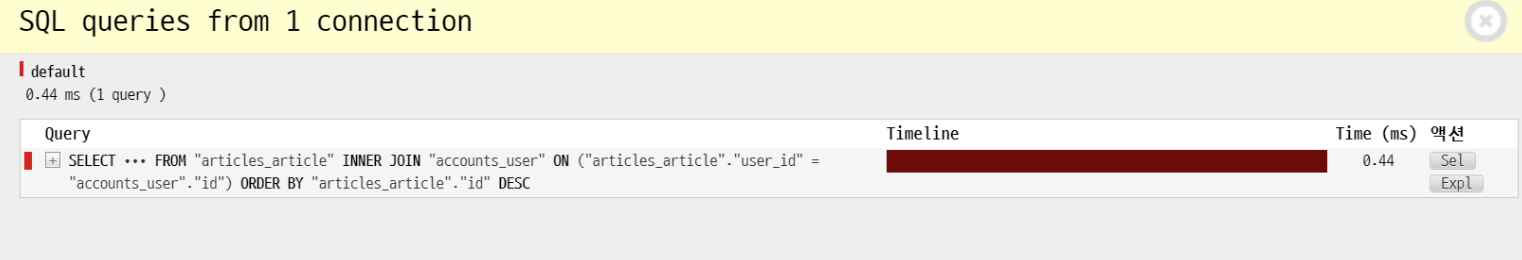 SQL queries from 1 connection
default
0.44 ms (1 query )
Query Timeline Time (ms) 액션
SELECT ••• FROM "articles_article" INNER JOIN "accounts_user" ON ("articles_article"."user_id" = 0.44 Sel
"accounts_user"."id") ORDER BY "articles_article"."id" DESC Expl